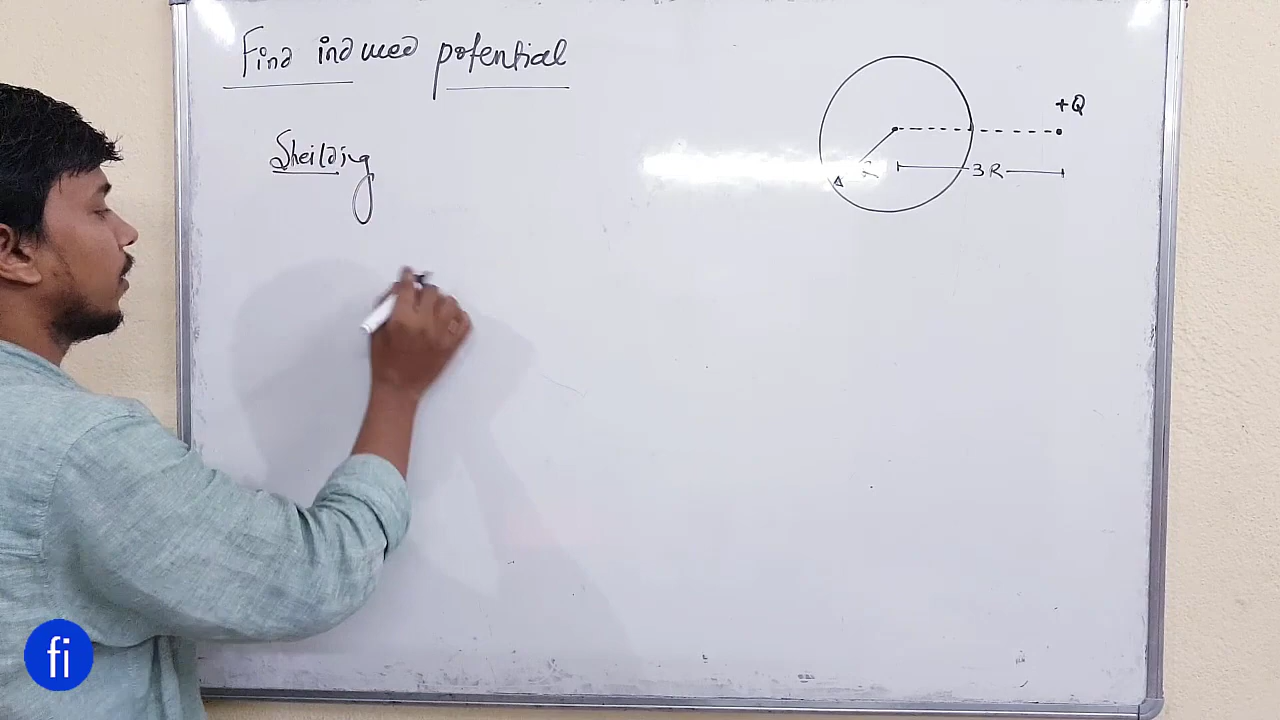 Find induced potential
Sheilding
+Q
3R
fi